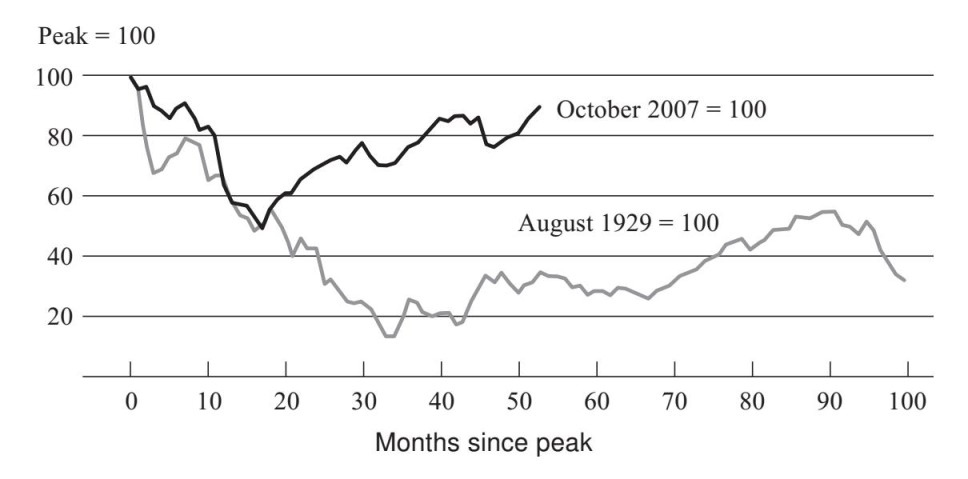 Peak = 100
100
80
60
40
20
October 2007 = 100
August 1929 = 100
0 10 20 30 40 50 60 70 80 90 100
Months since peak